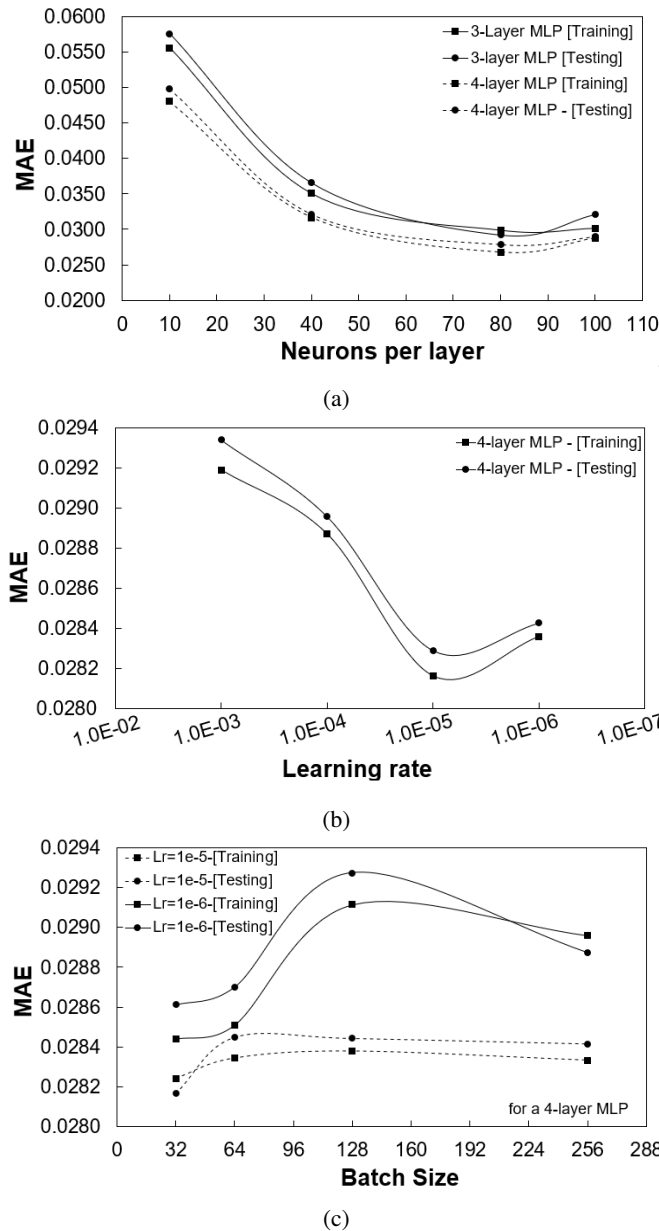 0.0600
0.0550
0.0500
0.0450
0.0400
0.0350
0.0300
0.0250
0.0200
MAE
3-Layer MLP [Training]
3-layer MLP [Testing]
4-layer MLP [Training]
4-layer MLP - [Testing]
0 10 20 30 40 50 60 70 80 90 100 110
Neurons per layer
(a)
0.0294
0.0292
0.0290
0.0288
0.0286
0.0284
0.0282
0.0280
MAE
4-layer MLP - [Training]
4-layer MLP - [Testing]
1.0E-02 1.0E-03 1.0E-04 1.0E-05 1.0E-06 1.0E-07
Learning rate
(b)
0.0294
0.0292
0.0290
0.0288
0.0286
0.0284
0.0282
0.0280
MAE
Lr=1e-5-[Training]
Lr=1e-5-[Testing]
Lr=1e-6-[Training]
Lr=1e-6-[Testing]
for a 4-layer MLP
0 32 64 96 128 160 192 224 256 288
Batch Size
(c)